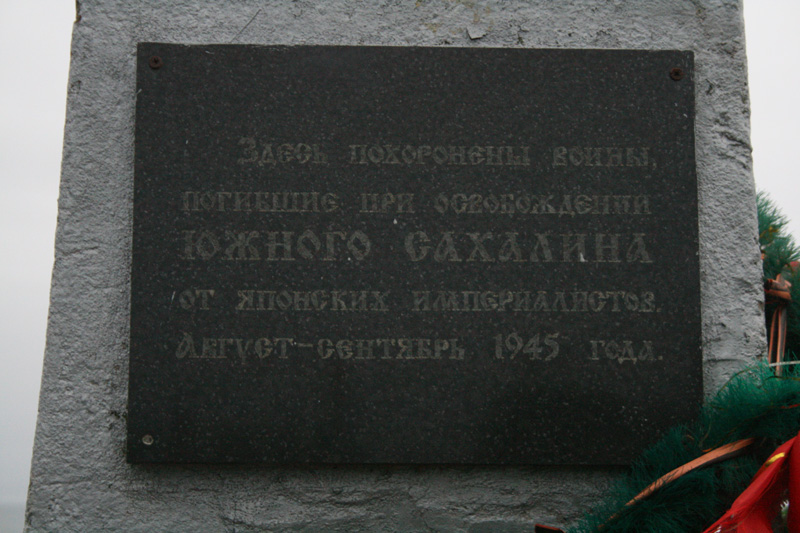 Здесь похоронены воины,
погибшие при освобождении
Южного Сахалина
от японских империалистов.
Август-сентябрь 1945 года.